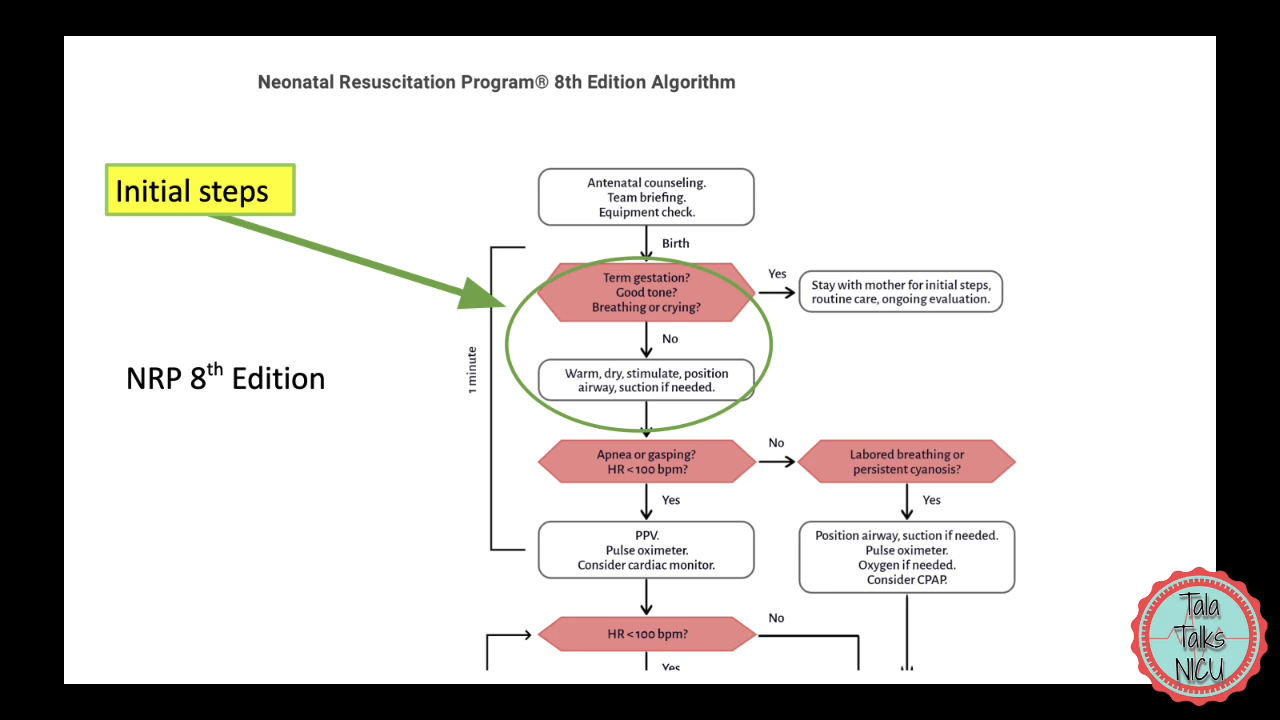 Neonatal Resuscitation Program® 8th Edition Algorithm
Initial steps
NRP 8th Edition
Antenatal counseling.
Team briefing.
Equipment check.
Birth
1 minute
Term gestation?
Good tone?
Breathing or crying?
Yes
Stay with mother for initial steps,
routine care, ongoing evaluation.
No
Warm, dry, stimulate, position
airway, suction if needed.
Apnea or gasping?
HR < 100 bpm?
No
Labored breathing or
persistent cyanosis?
Yes
Yes
PPV.
Pulse oximeter.
Consider cardiac monitor.
Position airway, suction if needed.
Pulse oximeter.
Oxygen if needed.
Consider CPAP.
HR < 100 bpm?
No
Yes
Tala
Talks
NICU